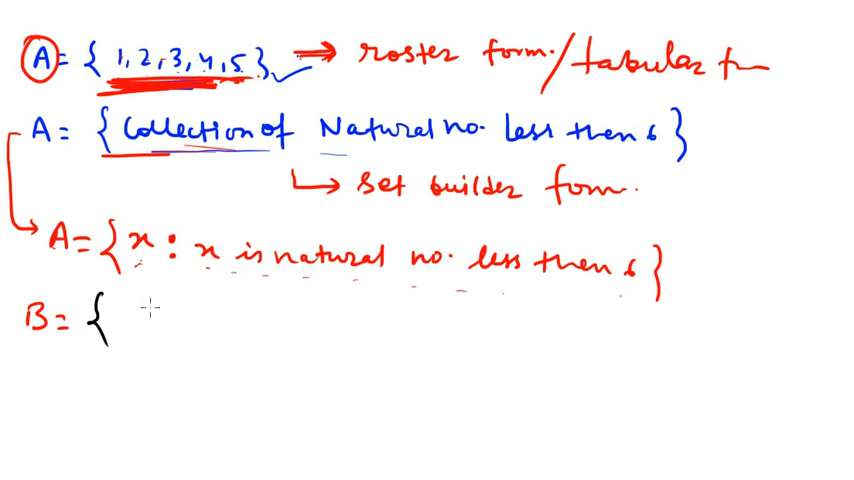 A = { 1, 2, 3, 4, 5 } → roster form / tabular
A = { Collection of Natural no. less then 6 }
→ set builder form.
A = { x : x is natural no. less then 6 }
B = {